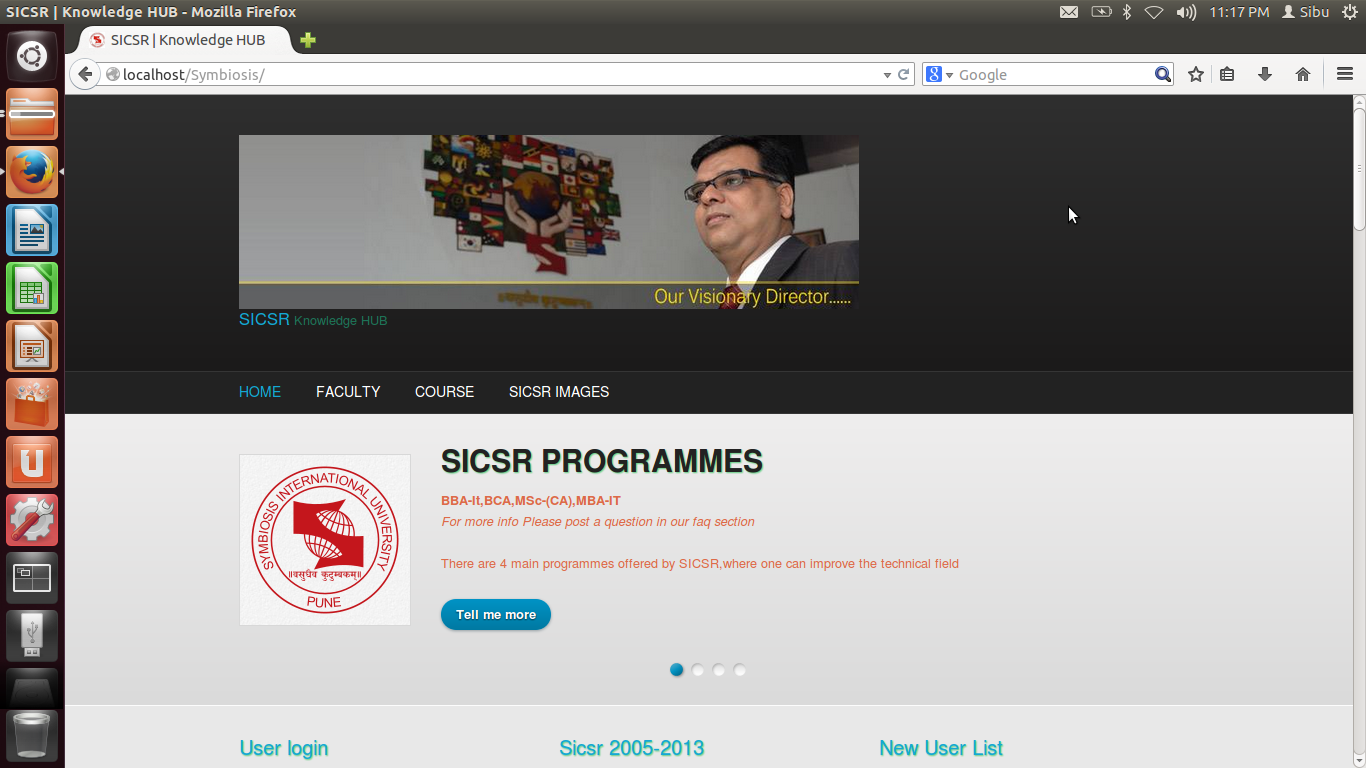 SICSR | Knowledge HUB - Mozilla Firefox
11:17 PM
Sibu
SICSR | Knowledge HUB
localhost/Symbiosis/
Google
Our Visionary Director......
SICSR Knowledge HUB
HOME
FACULTY
COURSE
SICSR IMAGES
SYMBIOSIS INTERNATIONAL UNIVERSITY
॥वसुधैव कुटुम्बकम्॥
PUNE
SICSR PROGRAMMES
BBA-It,BCA,MSc-(CA),MBA-IT
For more info Please post a question in our faq section
There are 4 main programmes offered by SICSR,where one can improve the technical field
Tell me more
User login
Sicsr 2005-2013
New User List